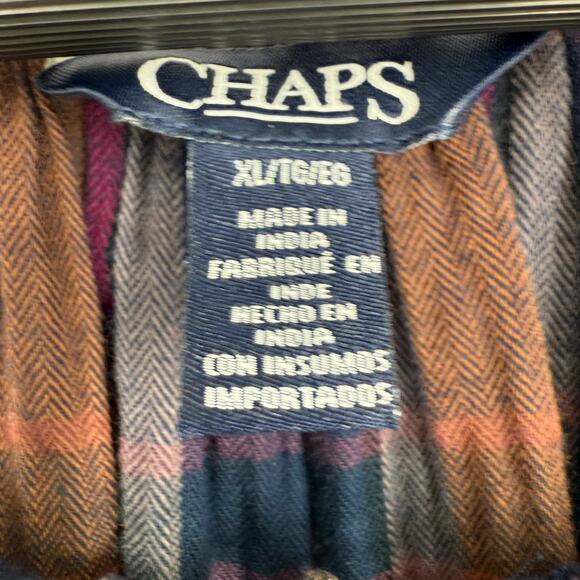 CHAPS
XL/TG/EG
MADE IN
INDIA
FABRIQUÉ EN
INDE
HECHO EN
INDIA
CON INSUMOS
IMPORTADOS